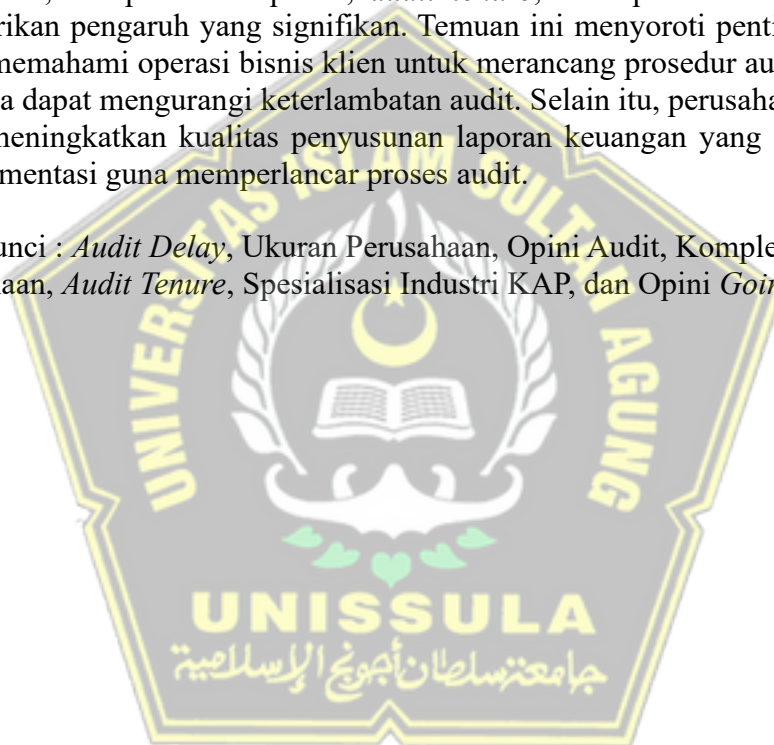 rikan pengaruh yang signifikan. Temuan ini menyoroti penti
memahami operasi bisnis klien untuk merancang prosedur au
a dapat mengurangi keterlambatan audit. Selain itu, perusaha
meningkatkan kualitas penyusunan laporan keuangan yang
mentasi guna memperlancar proses audit.
unci : Audit Delay, Ukuran Perusahaan, Opini Audit, Komple
aan, Audit Tenure, Spesialisasi Industri KAP, dan Opini Goin
UNIVERSITAS ISLAM SULTAN AGUNG
UNISSULA
جامعة سلطان أجونج الإسلامية